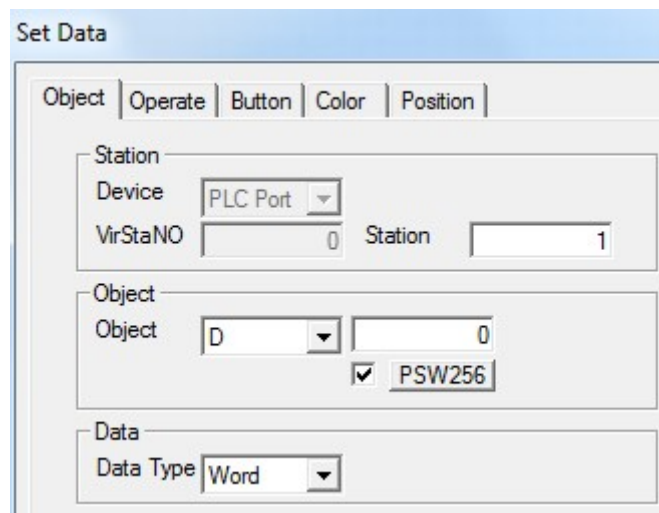 Set Data
Object Operate Button Color Position
Station
Device PLC Port
VirStaNO 0 Station 1
Object
Object D 0
PSW256
Data
Data Type Word